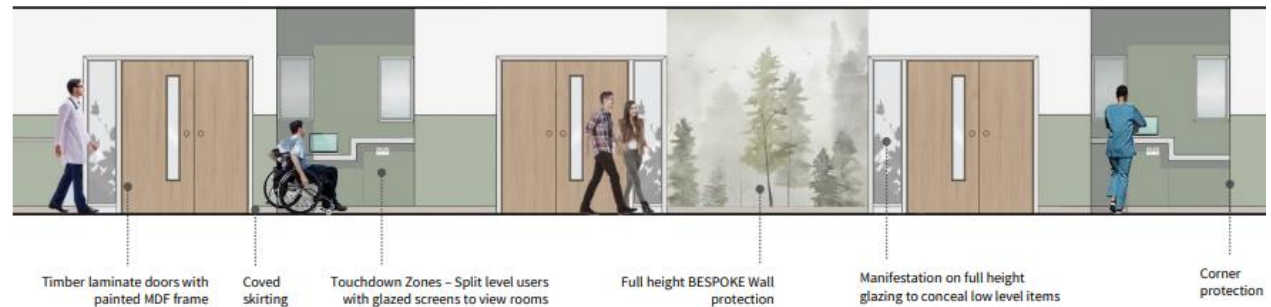 Timber laminate doors with
painted MDF frame
Coved
skirting
Touchdown Zones – Split level users
with glazed screens to view rooms
Full height BESPOKE Wall
protection
Manifestation on full height
glazing to conceal low level items
Corner
protection